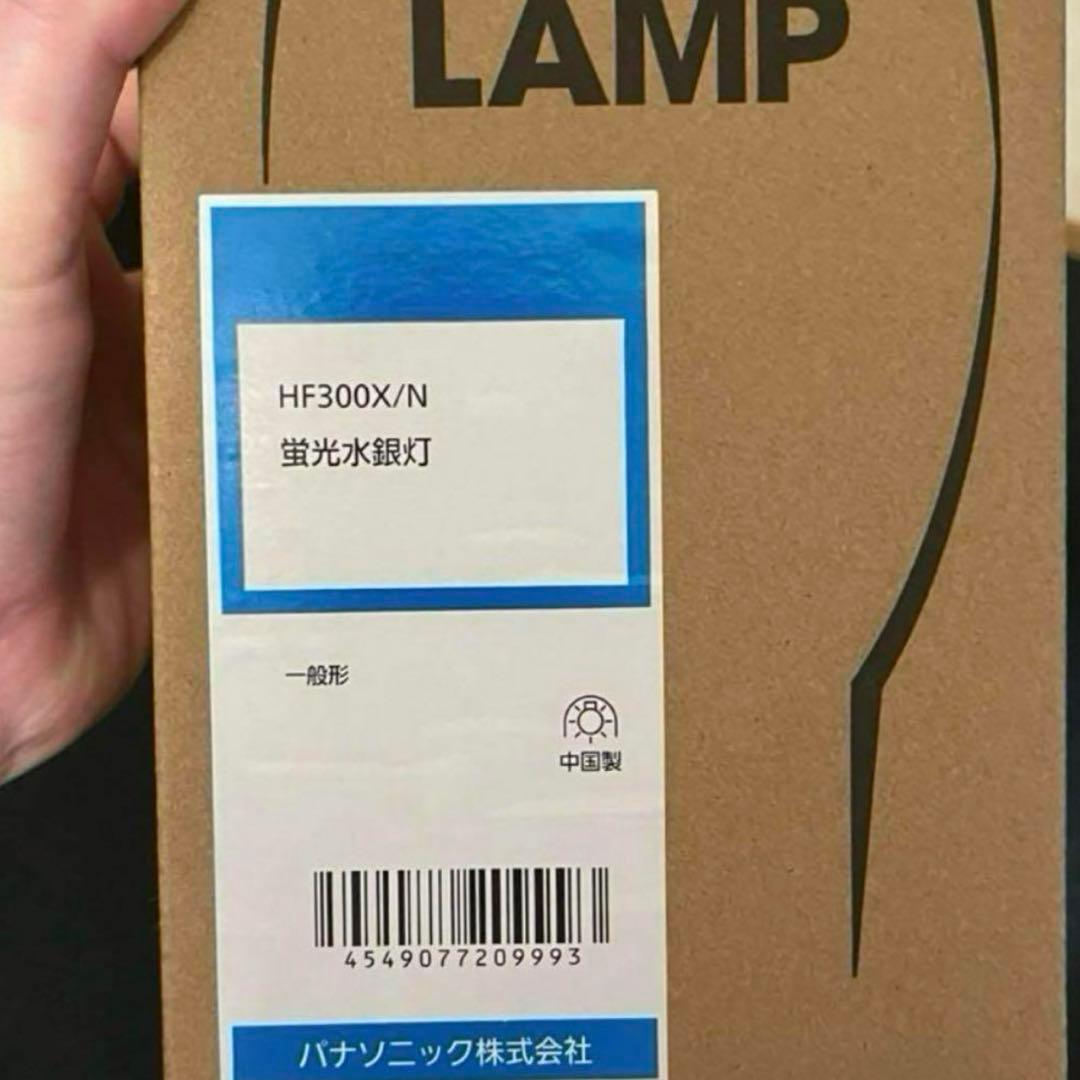 LAMP
HF300X/N
蛍光水銀灯
一般形
中国製
4549077209993
パナソニック株式会社